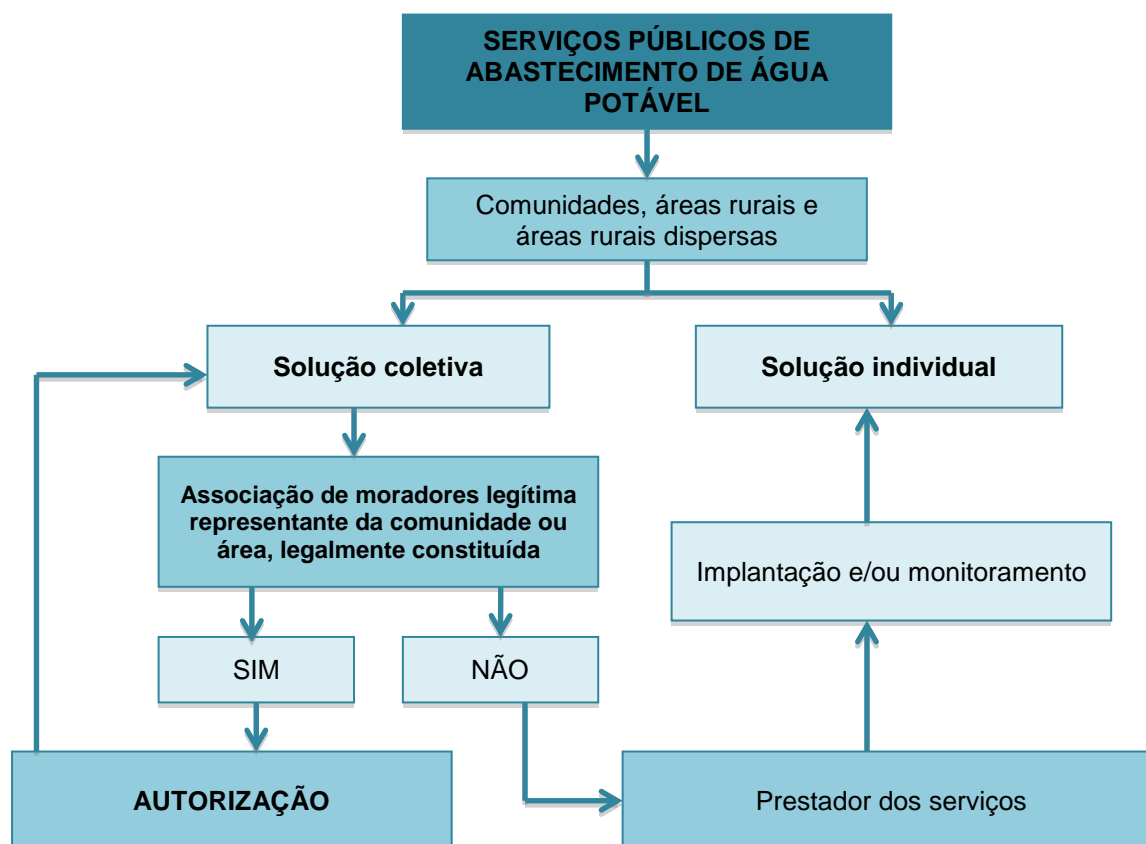 SERVIÇOS PÚBLICOS DE
ABASTECIMENTO DE ÁGUA
POTÁVEL
Comunidades, áreas rurais e
áreas rurais dispersas
Solução coletiva
Solução individual
Associação de moradores legítima
representante da comunidade ou
área, legalmente constituída
Implantação e/ou monitoramento
SIM
NÃO
AUTORIZAÇÃO
Prestador dos serviços